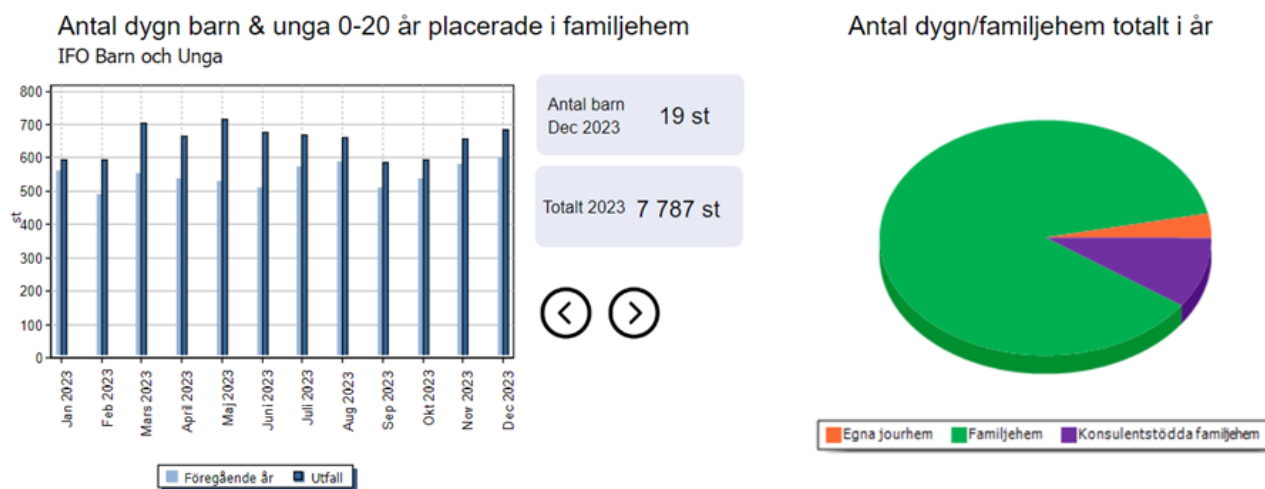 Antal dygn barn & unga 0-20 år placerade i familjehem
IFO Barn och Unga
800
700
600
500
400
300
200
100
0
st
Jan 2023
Feb 2023
Mars 2023
April 2023
Maj 2023
Juni 2023
Juli 2023
Aug 2023
Sep 2023
Okt 2023
Nov 2023
Dec 2023
Föregående år Utfall
Antal barn
Dec 2023
19 st
Totalt 2023 7 787 st
Antal dygn/familjehem totalt i år
Egna jourhem Familjehem Konsulentstödda familjehem